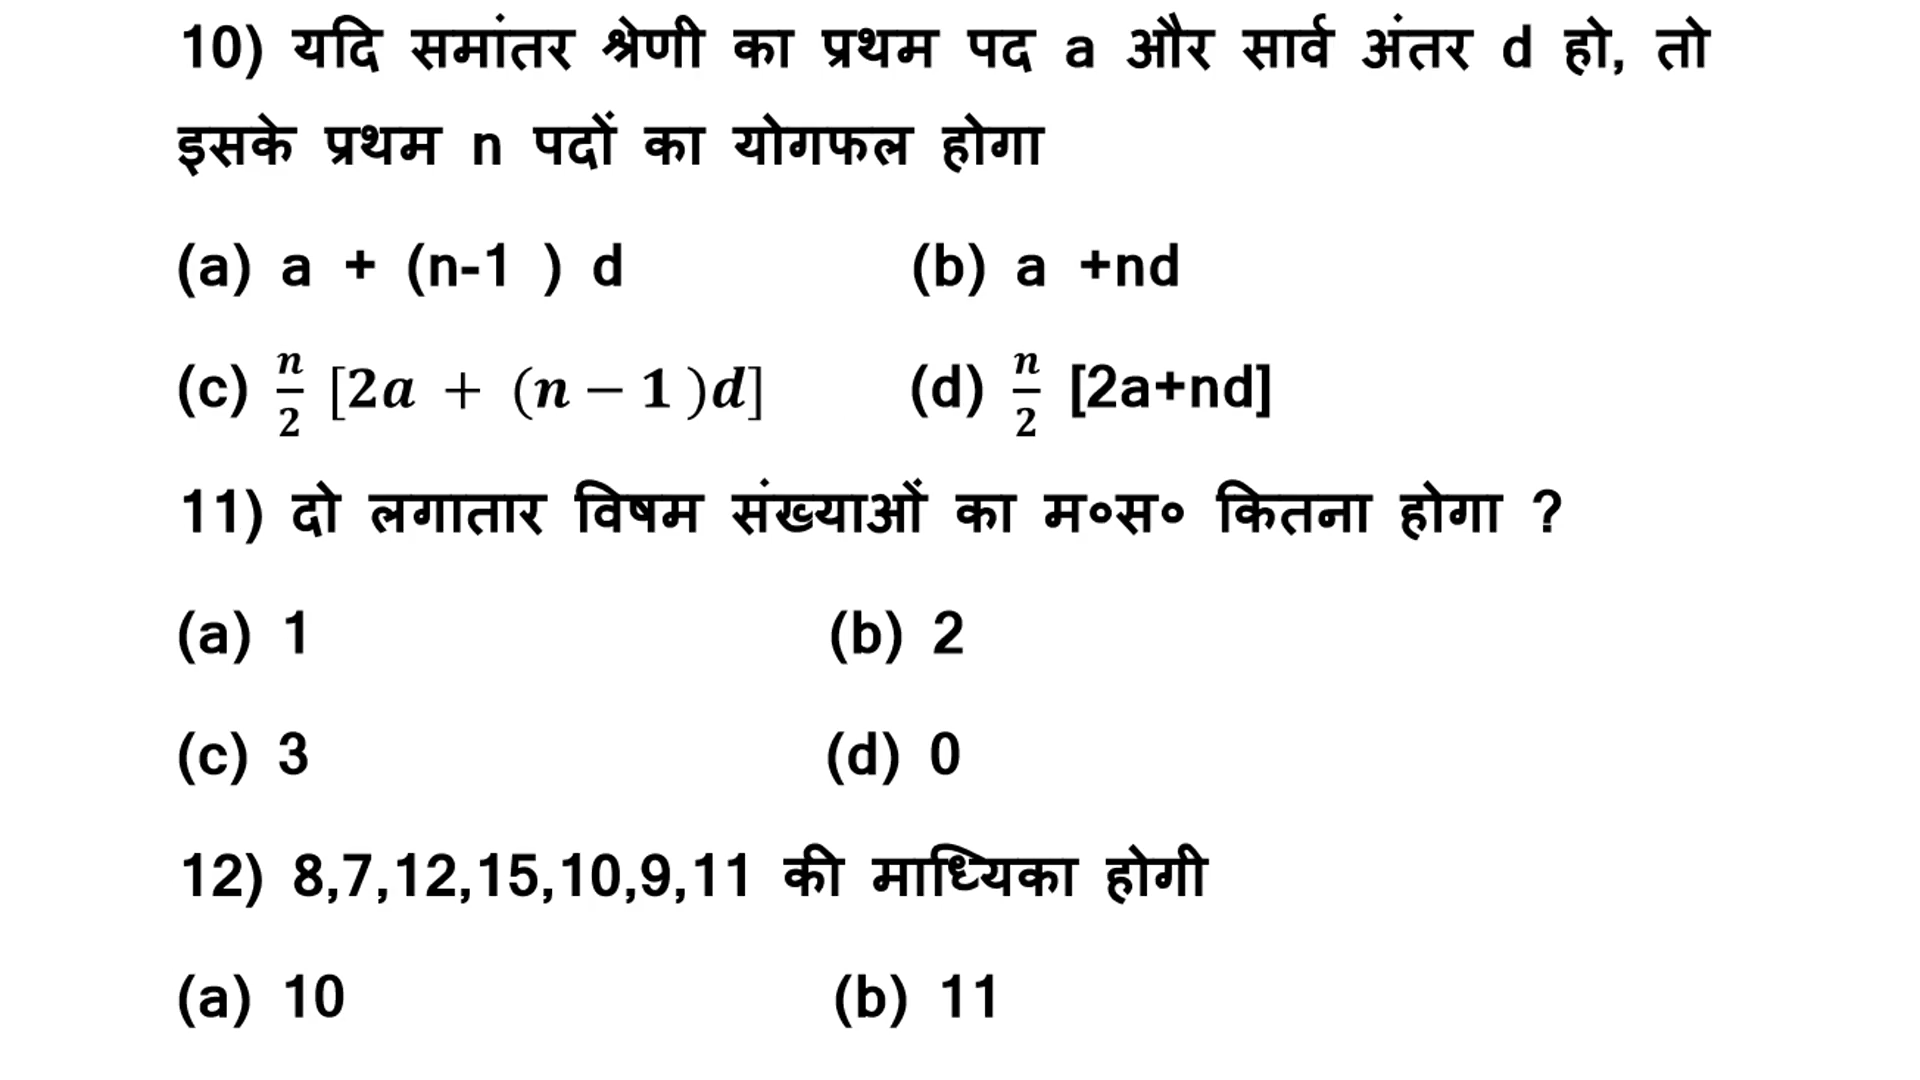 10) यदि समांतर श्रेणी का प्रथम पद a और सार्व अंतर d हो, तो
इसके प्रथम n पदों का योगफल होगा
(a) a + (n-1 ) d (b) a +nd
(c) n/2 [2a + (n − 1 )d] (d) n/2 [2a+nd]
11) दो लगातार विषम संख्याओं का म॰स॰ कितना होगा ?
(a) 1 (b) 2
(c) 3 (d) 0
12) 8,7,12,15,10,9,11 की माध्यिका होगी
(a) 10 (b) 11